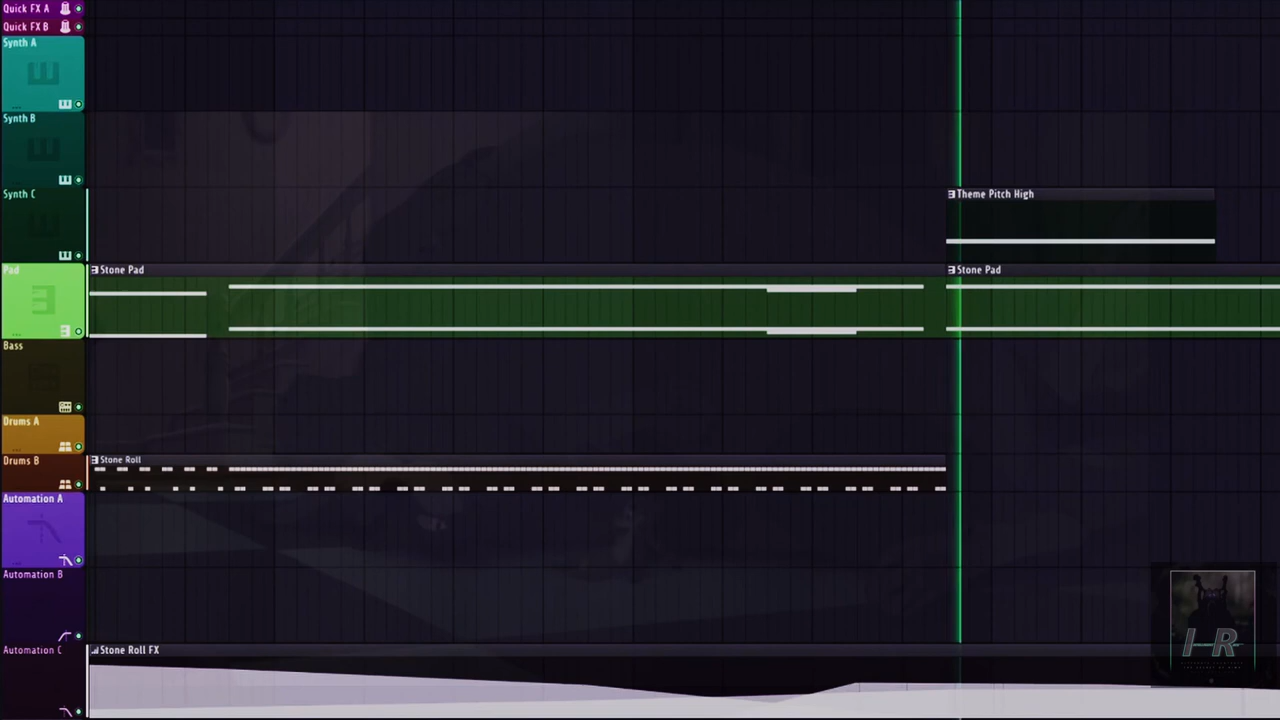 Quick FX A
Quick FX B
Synth A
Synth B
Synth C
Theme Pitch High
Pad
Stone Pad
Stone Pad
Bass
Drums A
Drums B
Stone Roll
Automation A
Automation B
I-R
Automation C
Stone Roll FX